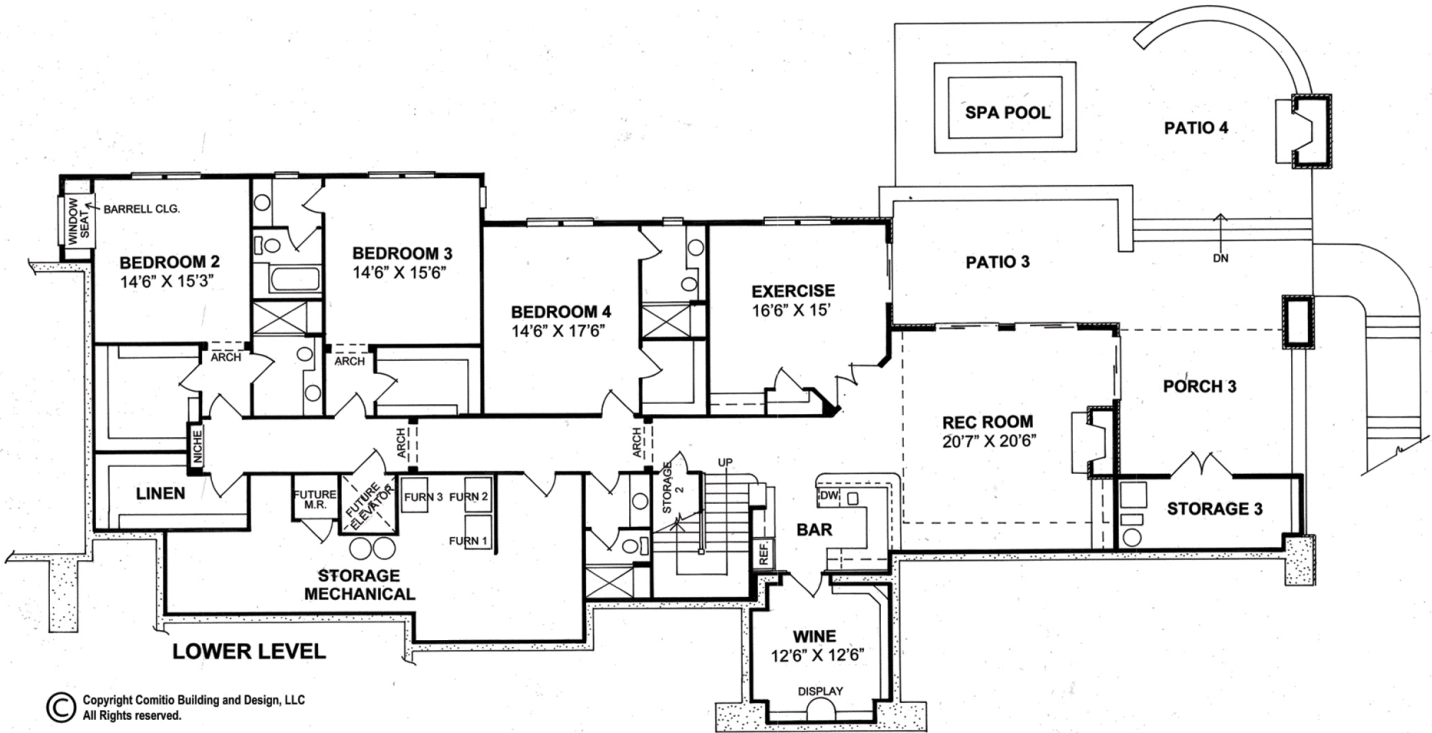 SPA POOL
PATIO 4
WINDOW
SEAT
BARRELL CLG.
BEDROOM 2
14'6" X 15'3"
BEDROOM 3
14'6" X 15'6"
BEDROOM 4
14'6" X 17'6"
EXERCISE
16'6" X 15'
PATIO 3
DN
ARCH
ARCH
PORCH 3
REC ROOM
20'7" X 20'6"
NICHE
ARCH
ARCH
LINEN
FUTURE
M.R.
FUTURE
ELEVATOR
FURN 3
FURN 2
FURN 1
STORAGE
2
UP
DW
BAR
REF.
STORAGE 3
STORAGE
MECHANICAL
WINE
12'6" X 12'6"
DISPLAY
LOWER LEVEL
© Copyright Comitio Building and Design, LLC
All Rights reserved.